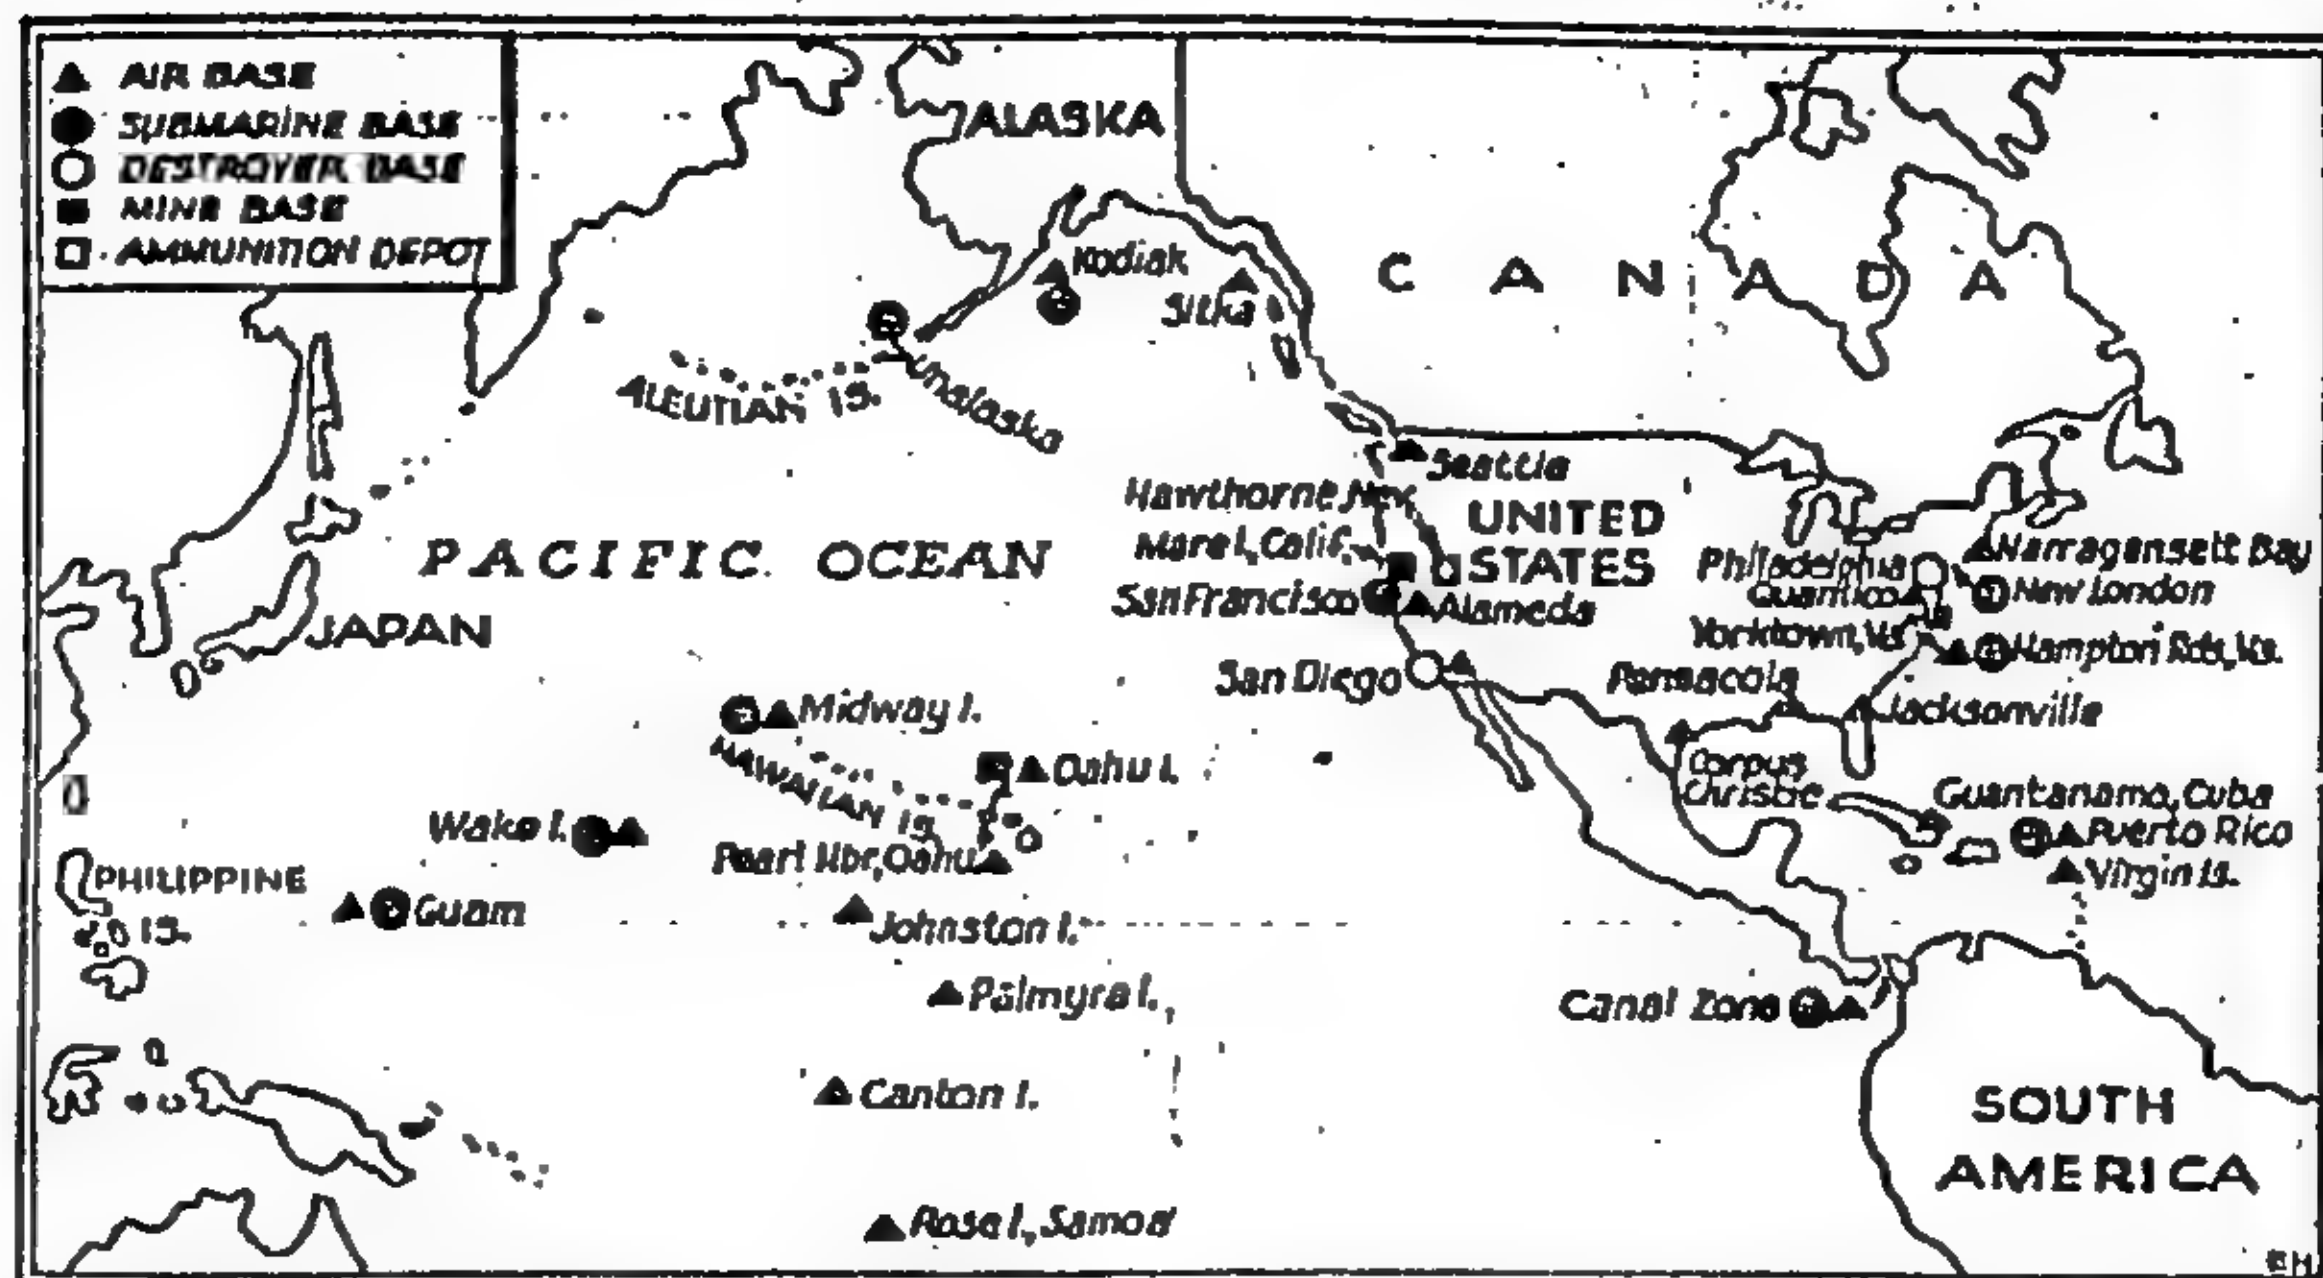 AIR BASE
SUBMARINE BASE
DESTROYER BASE
MINE BASE
AMMUNITION DEPOT
ALASKA
Kodiak
Sitka
C A N A D A
ALEUTIAN IS.
Unalaska
Seattle
Hawthorne, Nev.
UNITED
STATES
Mare I., Calif.
San Francisco
Alameda
San Diego
PACIFIC OCEAN
JAPAN
Philadelphia
Narragansett Bay
Quantico
New London
Yorktown, Va.
Hampton Rds, Va.
Pensacola
Jacksonville
Corpus
Christie
Midway I.
HAWAIIAN IS.
Oahu I.
Wake I.
Pearl Hbr, Oahu
Guantanamo, Cuba
Puerto Rico
Virgin Is.
PHILIPPINE
IS.
Guam
Johnston I.
Palmyra I.,
Canal Zone
Canton I.
SOUTH
AMERICA
Rose I., Samoa